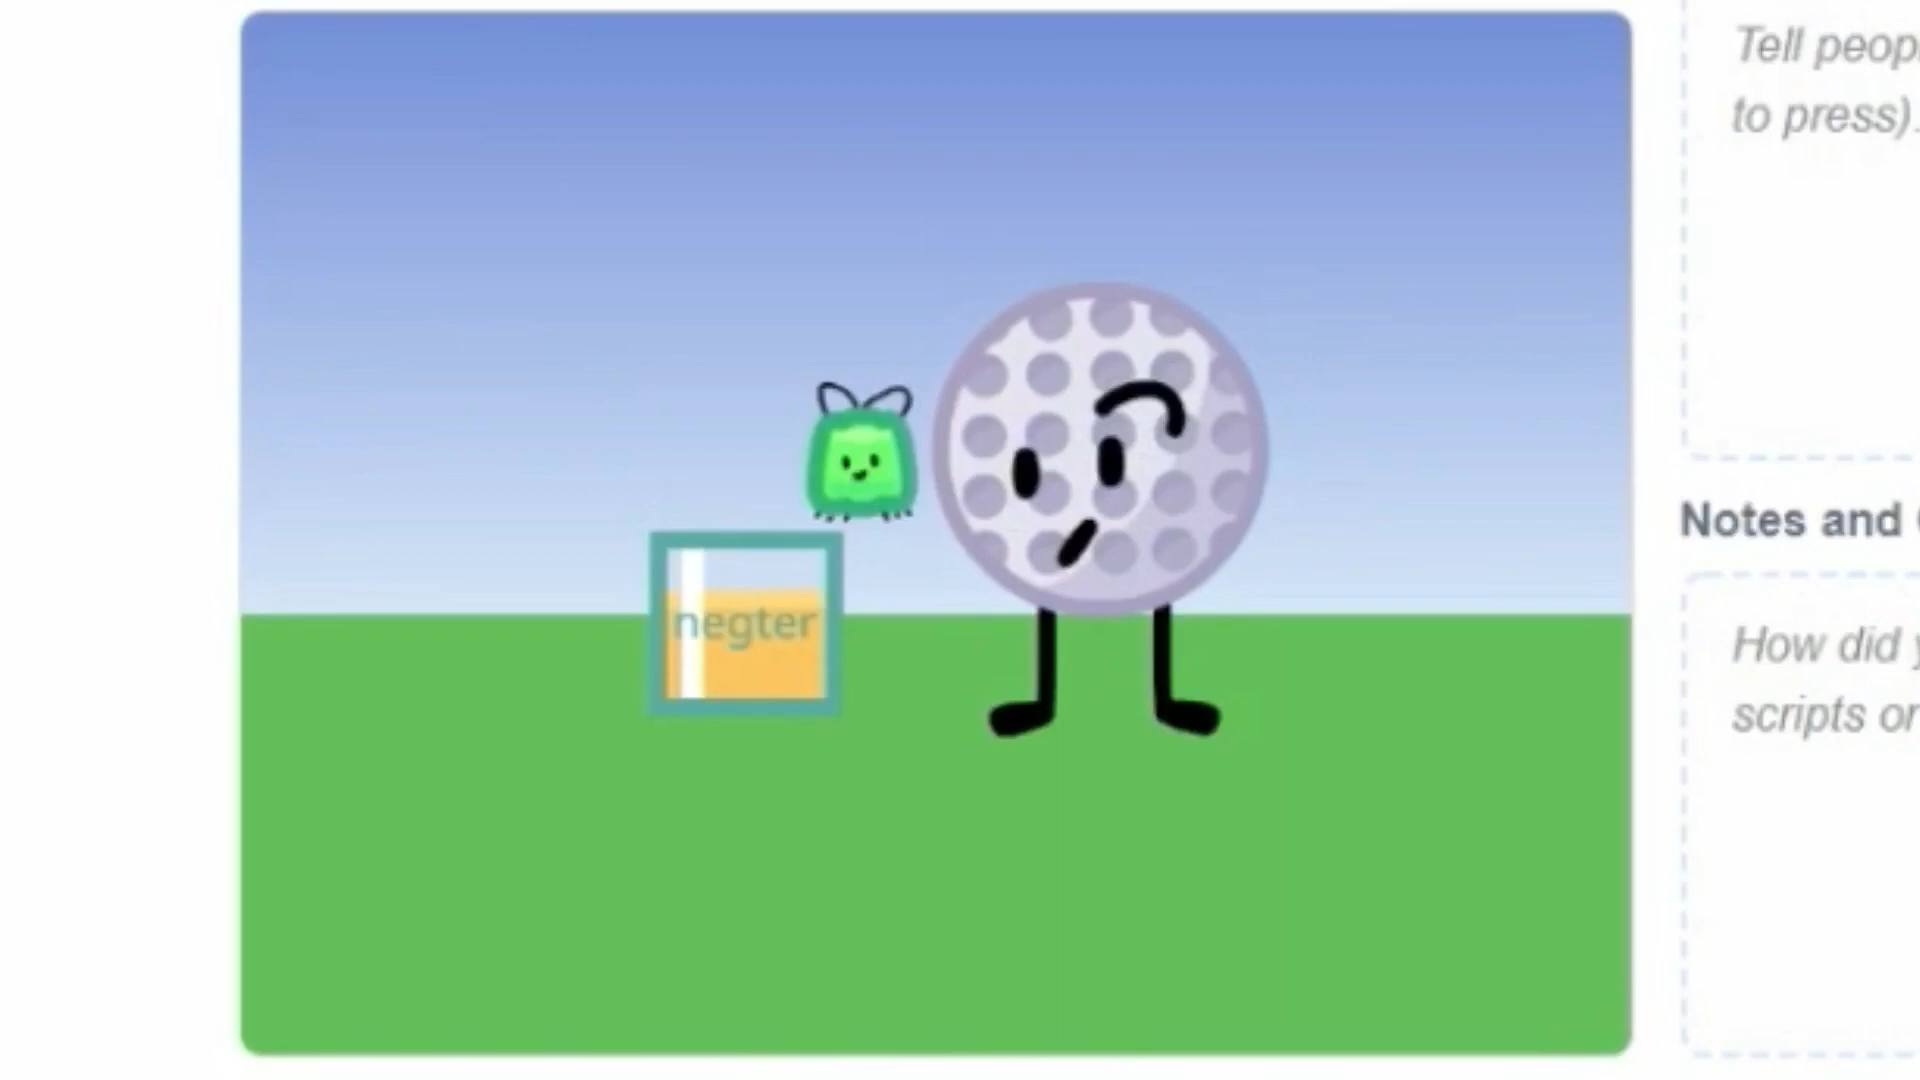 Tell peop
to press).
negter
Notes and
How did y
scripts or